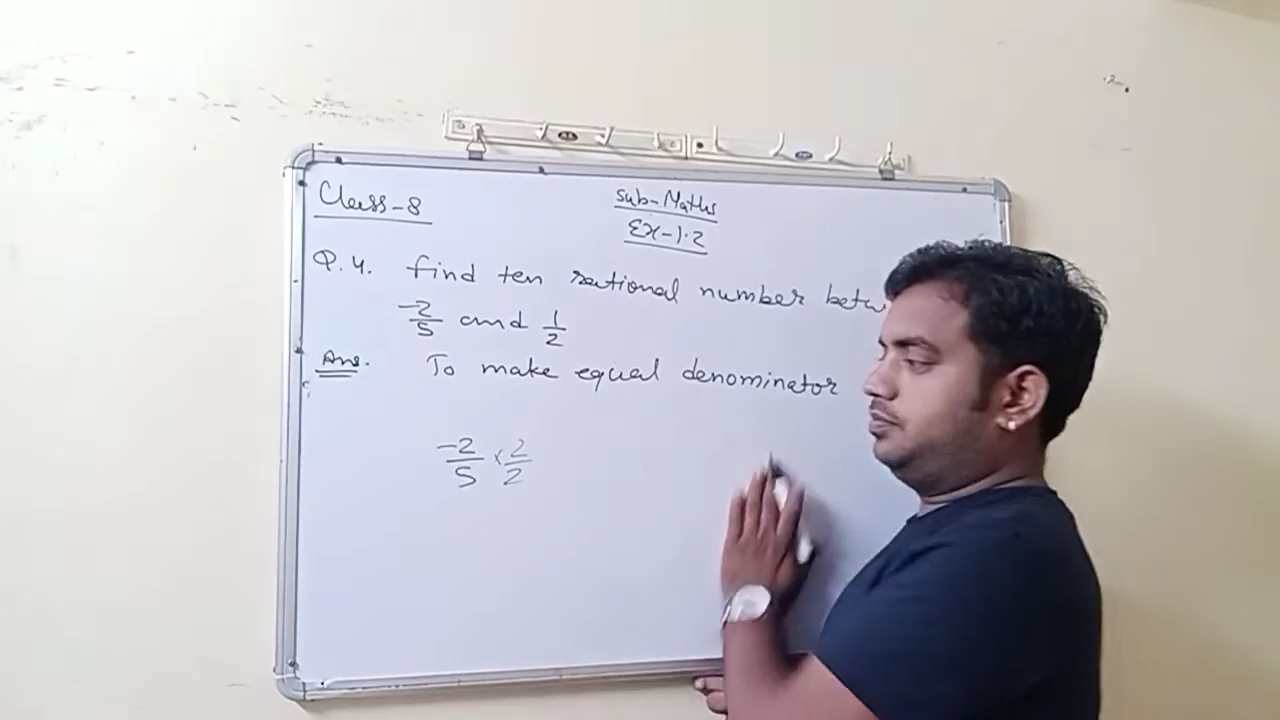 Class-8
Sub-Maths
Ex-1.2
Q.4. find ten rational number betw
-2/5 and 1/2
Ans. To make equal denominator
-2/5 × 2/2